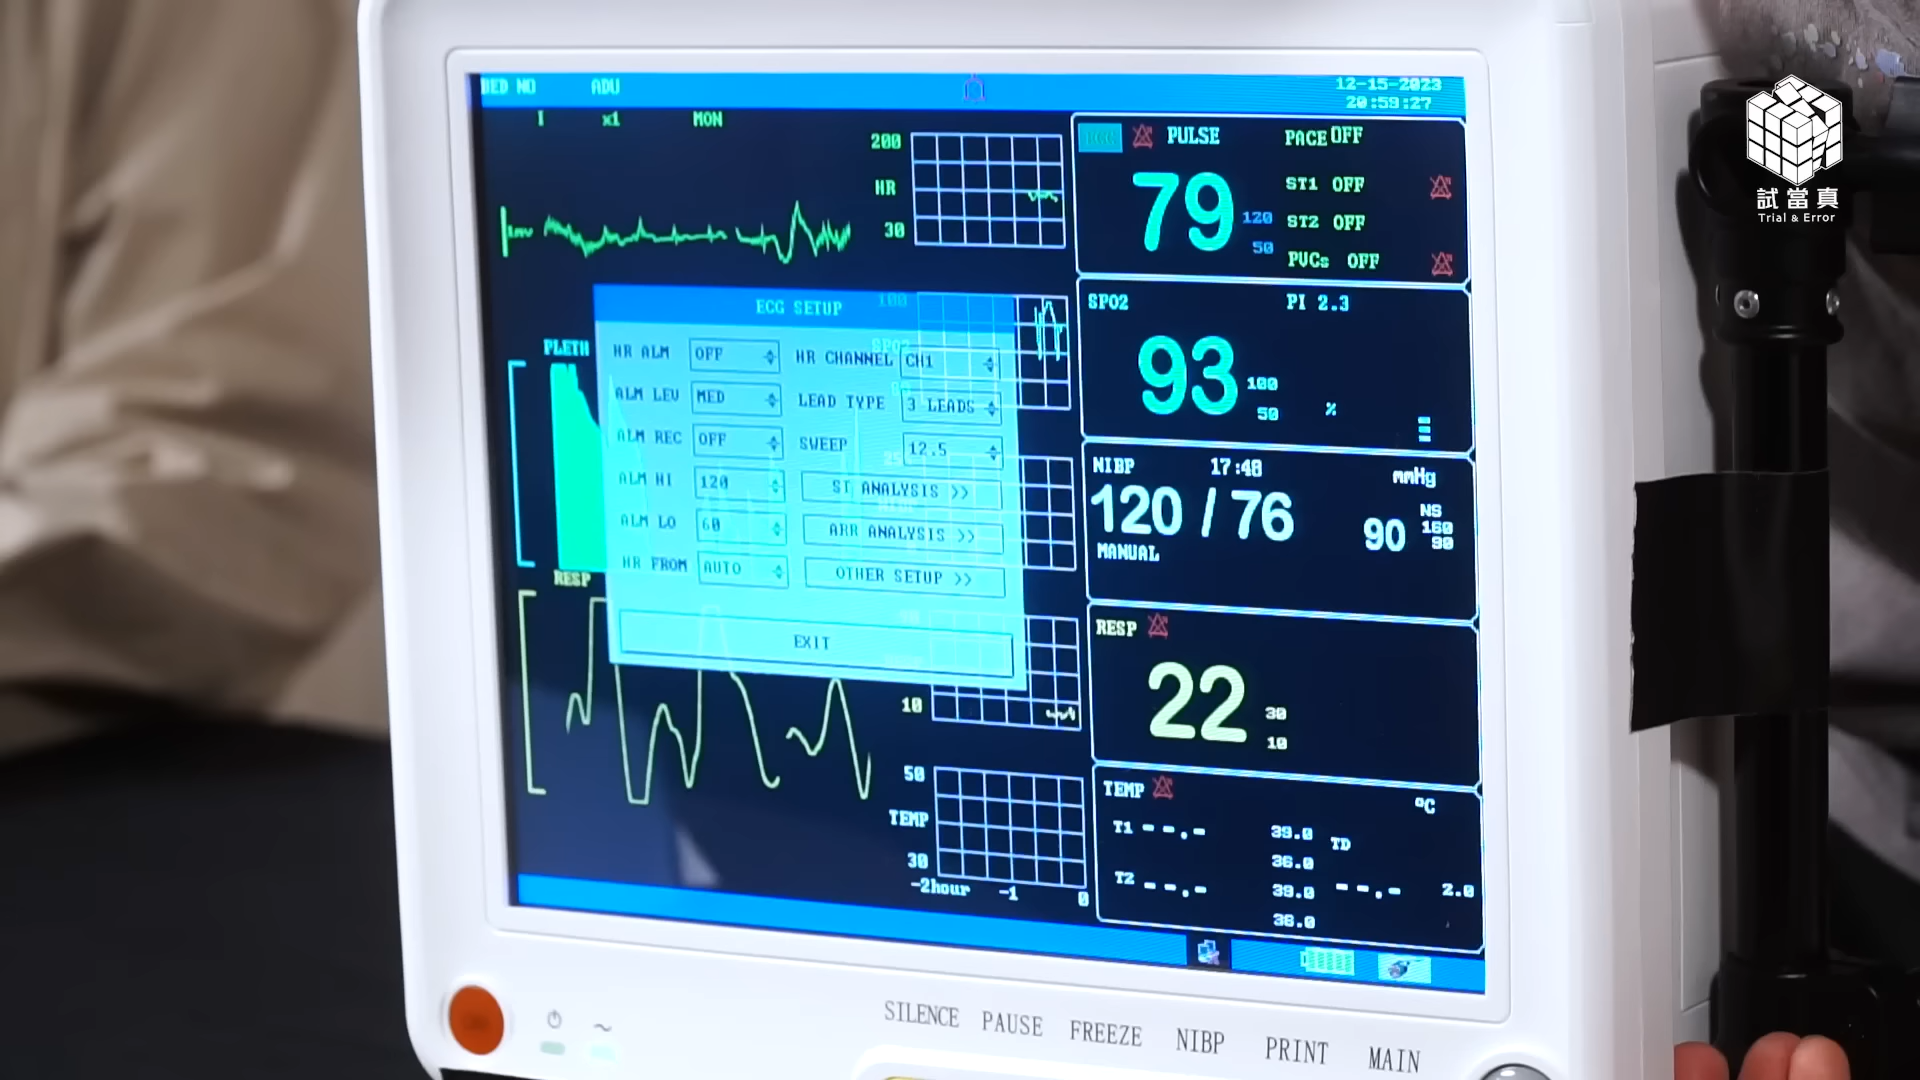 BED NO ADU
12-15-2023
20:59:27
I x1 MON
200
HR
30
1mv
PULSE PACE OFF
79
120
50
ST1 OFF
ST2 OFF
PVCs OFF
SPO2 PI 2.3
93
100
50
%
ECG SETUP
100
SPO2
HR ALM OFF HR CHANNEL CH1
ALM LEV MED LEAD TYPE 3 LEADS
ALM REC OFF SWEEP 12.5
ALM HI 120 ST ANALYSIS >>
ALM LO 60 ARR ANALYSIS >>
HR FROM AUTO OTHER SETUP >>
EXIT
PLETH
RESP
NIBP 17:48 mmHg
120 / 76 90
NS
160
90
MANUAL
RESP
22
30
10
10
50
TEMP
30
-2hour -1 0
TEMP ºC
T1 --.- 39.0 TD
36.0
T2 --.- 39.0 --.- 2.0
38.0
SILENCE PAUSE FREEZE NIBP PRINT MAIN
試當真
Trial & Error